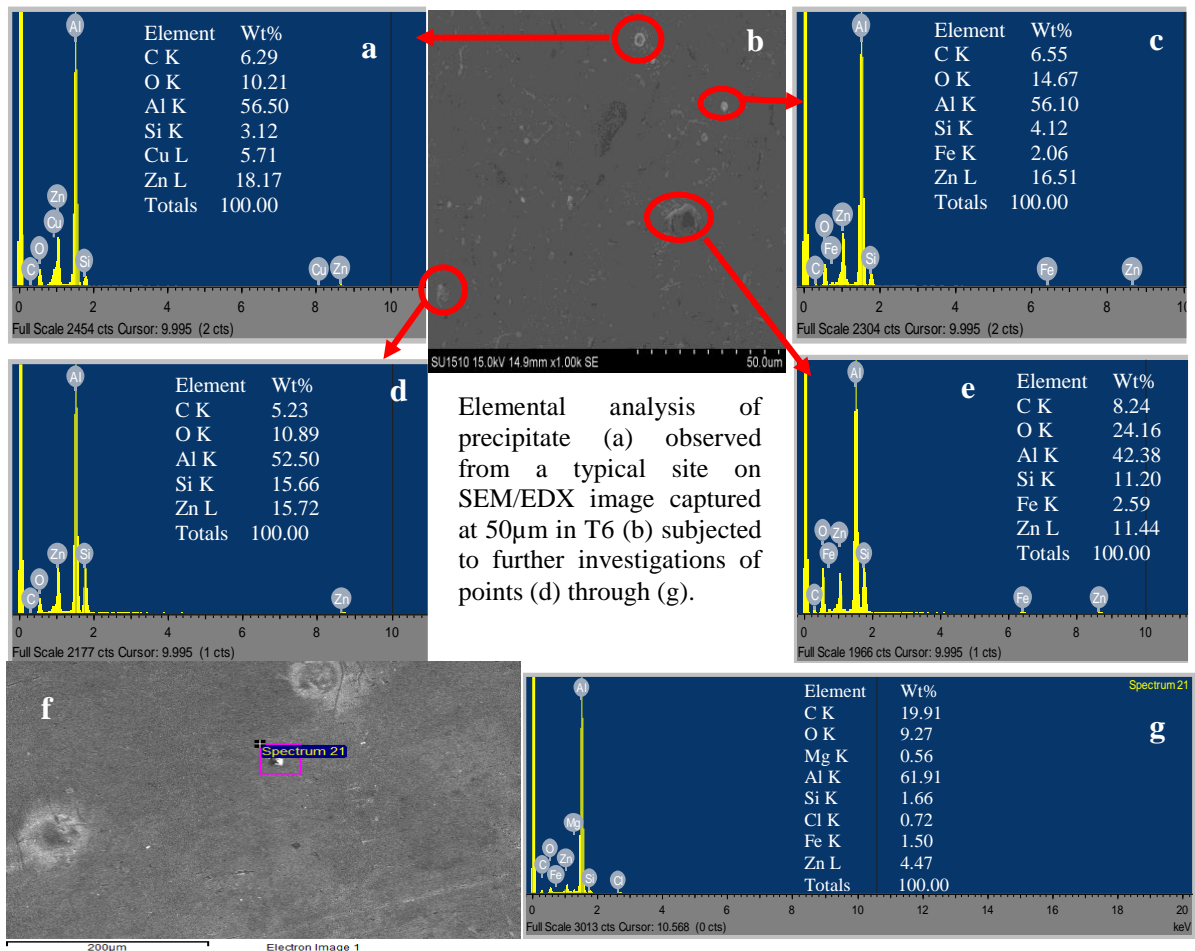 a
Element Wt%
C K 6.29
O K 10.21
Al K 56.50
Si K 3.12
Cu L 5.71
Zn L 18.17
Totals 100.00
Al
Zn
Cu
O
C
Si
Cu
Zn
0 2 4 6 8 10
Full Scale 2454 cts Cursor: 9.995 (2 cts)
b
SU1510 15.0kV 14.9mm x1.00k SE 50.0um
c
Element Wt%
C K 6.55
O K 14.67
Al K 56.10
Si K 4.12
Fe K 2.06
Zn L 16.51
Totals 100.00
Al
O
Zn
Fe
C
Si
Fe
Zn
0 2 4 6 8 10
Full Scale 2304 cts Cursor: 9.995 (2 cts)
d
Element Wt%
C K 5.23
O K 10.89
Al K 52.50
Si K 15.66
Zn L 15.72
Totals 100.00
Al
Zn
Si
O
C
Zn
0 2 4 6 8 10
Full Scale 2177 cts Cursor: 9.995 (1 cts)
Elemental analysis of
precipitate (a) observed
from a typical site on
SEM/EDX image captured
at 50µm in T6 (b) subjected
to further investigations of
points (d) through (g).
e
Element Wt%
C K 8.24
O K 24.16
Al K 42.38
Si K 11.20
Fe K 2.59
Zn L 11.44
Totals 100.00
Al
O
Zn
Fe
Si
C
Fe
Zn
0 2 4 6 8 10
Full Scale 1966 cts Cursor: 9.995 (1 cts)
f
Spectrum 21
200µm Electron Image 1
g
Spectrum 21
Element Wt%
C K 19.91
O K 9.27
Mg K 0.56
Al K 61.91
Si K 1.66
Cl K 0.72
Fe K 1.50
Zn L 4.47
Totals 100.00
Al
Mg
O
Zn
C
Fe
Si
Cl
0 2 4 6 8 10 12 14 16 18 20
Full Scale 3013 cts Cursor: 10.568 (0 cts) keV